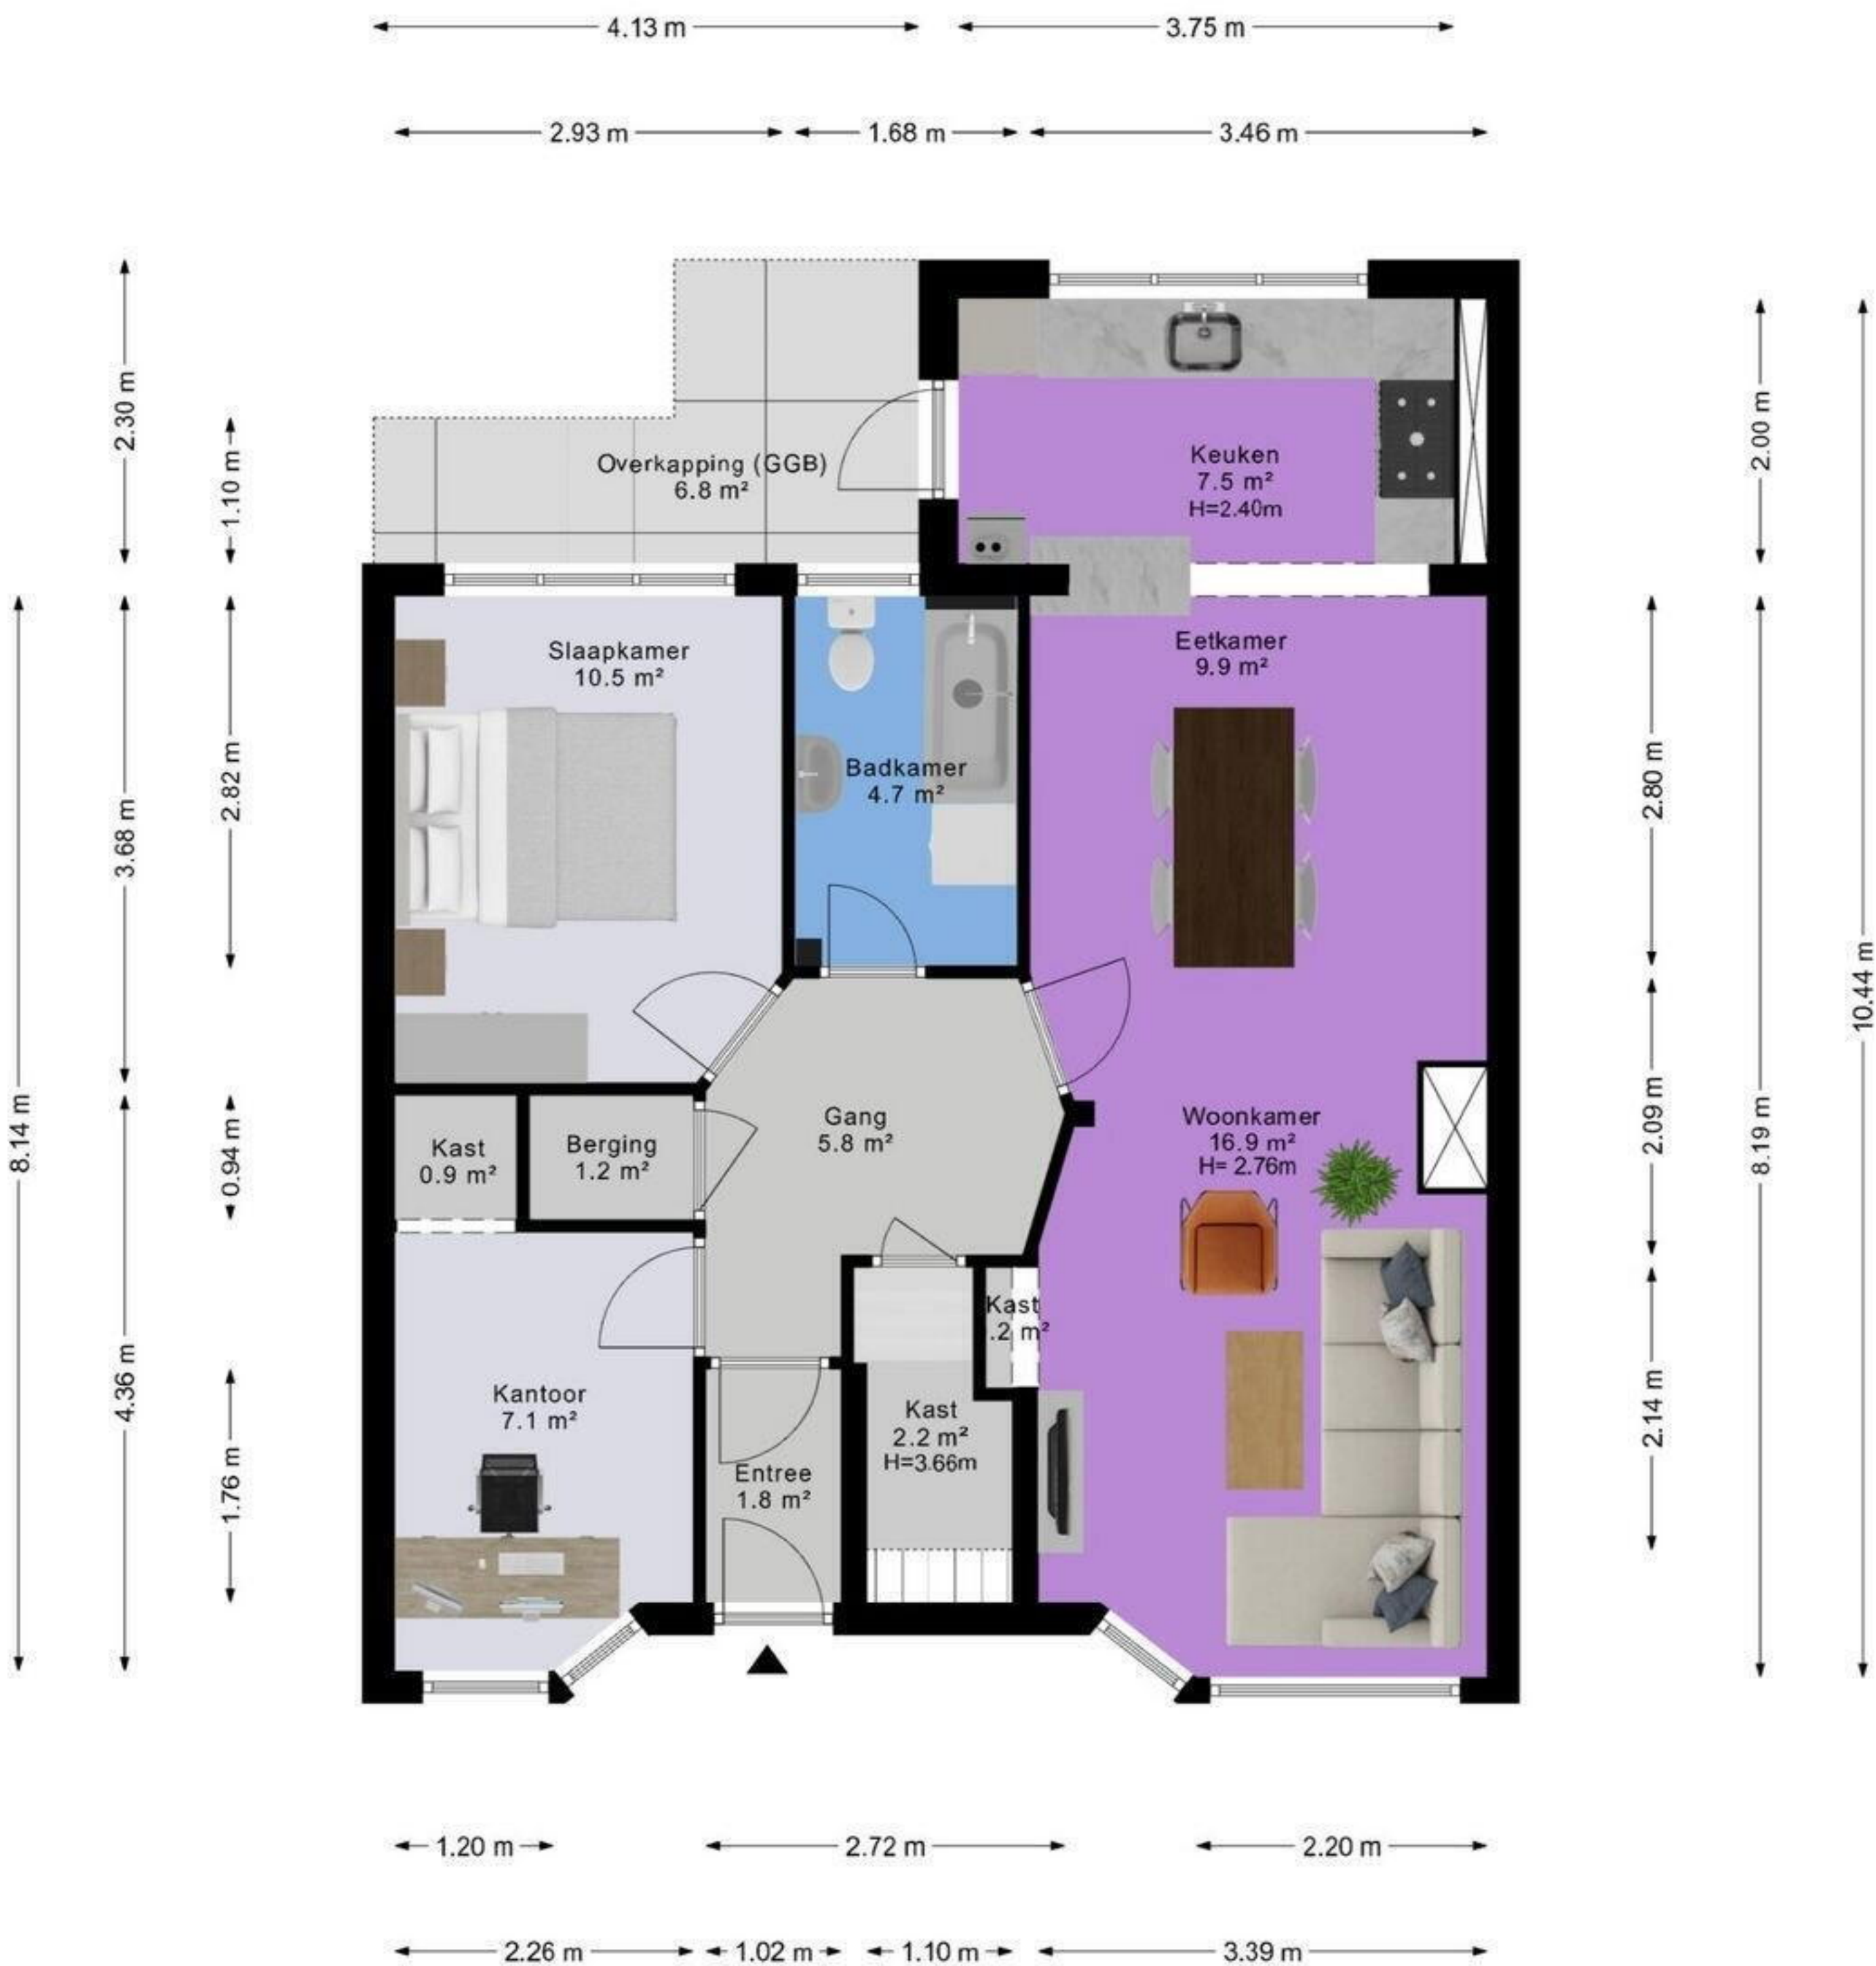 4.13 m
3.75 m
2.93 m
1.68 m
3.46 m
2.30 m
1.10 m
2.00 m
Overkapping (GGB)
6.8 m²
Keuken
7.5 m²
H=2.40m
Slaapkamer
10.5 m²
Eetkamer
9.9 m²
Badkamer
4.7 m²
8.14 m
3.68 m
2.82 m
2.80 m
8.19 m
10.44 m
Kast
0.9 m²
Berging
1.2 m²
Gang
5.8 m²
Woonkamer
16.9 m²
H= 2.76m
0.94 m
2.09 m
Kast
.2 m²
4.36 m
1.76 m
Kantoor
7.1 m²
Entree
1.8 m²
Kast
2.2 m²
H=3.66m
2.14 m
1.20 m
2.72 m
2.20 m
2.26 m
1.02 m
1.10 m
3.39 m